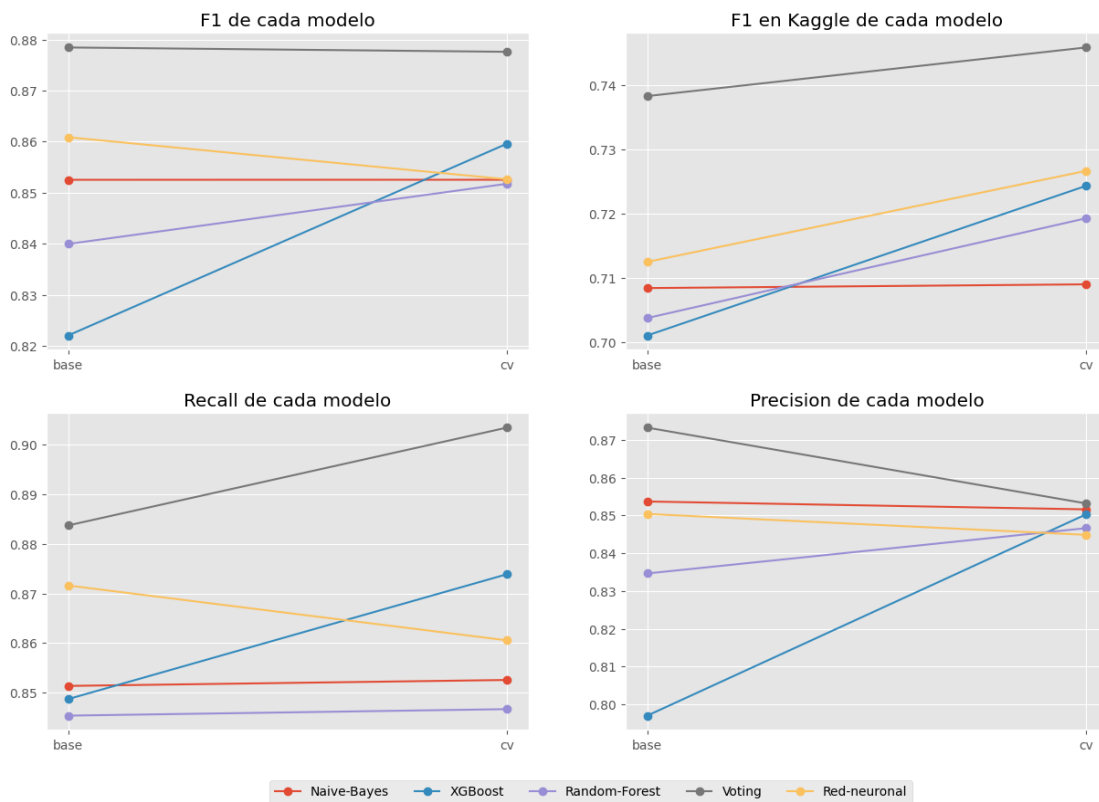 F1 de cada modelo
0.88
0.87
0.86
0.85
0.84
0.83
0.82
base cv
F1 en Kaggle de cada modelo
0.74
0.73
0.72
0.71
0.70
base cv
Recall de cada modelo
0.90
0.89
0.88
0.87
0.86
0.85
base cv
Precision de cada modelo
0.87
0.86
0.85
0.84
0.83
0.82
0.81
0.80
base cv
Naive-Bayes XGBoost Random-Forest Voting Red-neuronal